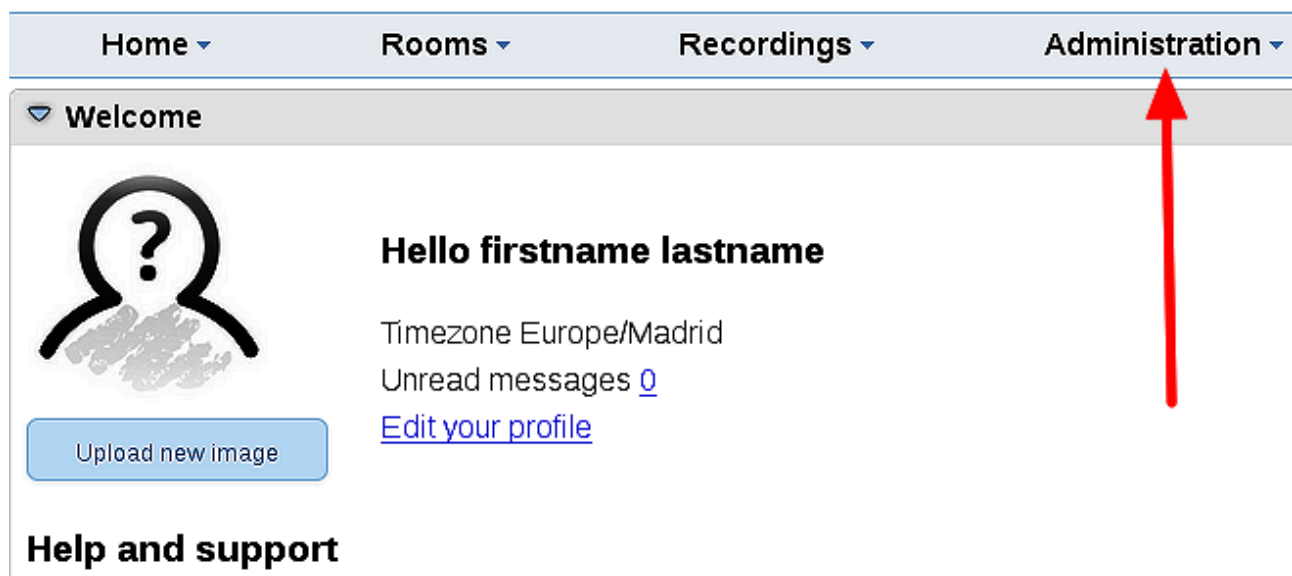 Home Rooms Recordings Administration
Welcome
?
Hello firstname lastname
Timezone Europe/Madrid
Unread messages 0
Edit your profile
Upload new image
Help and support